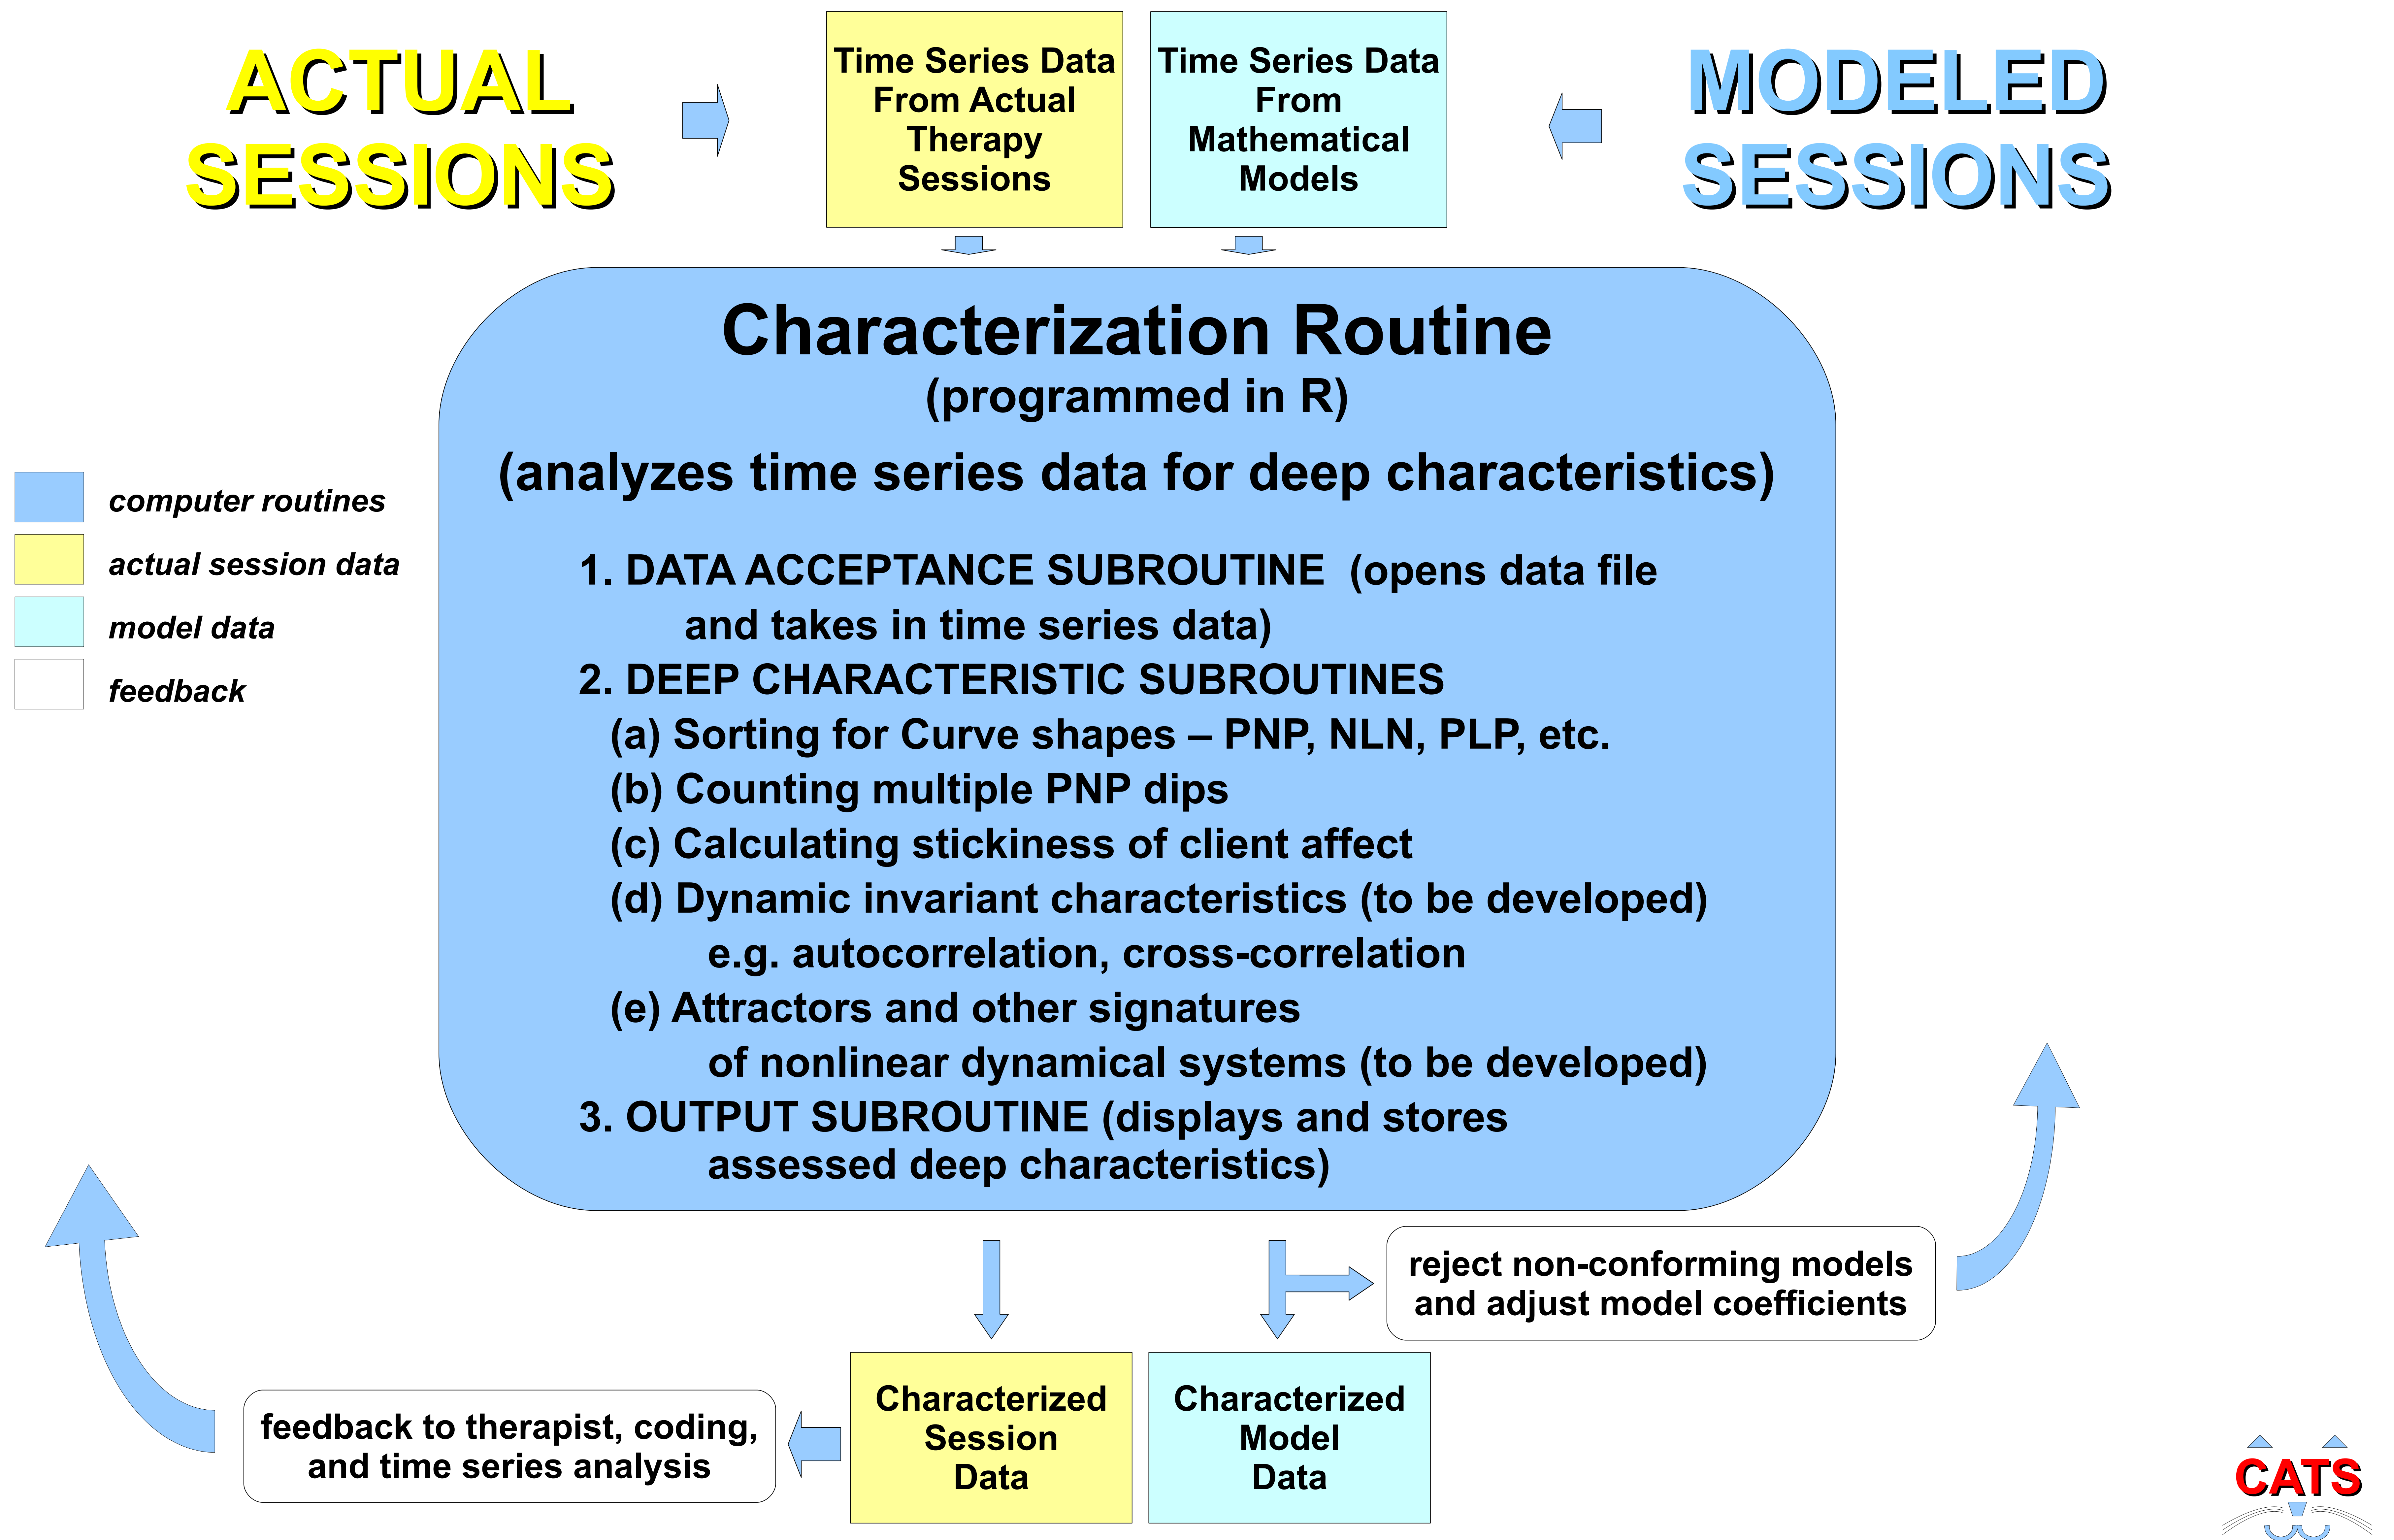 ACTUAL
SESSIONS
Time Series Data
From Actual
Therapy
Sessions
Time Series Data
From
Mathematical
Models
MODELED
SESSIONS
Characterization Routine
(programmed in R)
(analyzes time series data for deep characteristics)
1. DATA ACCEPTANCE SUBROUTINE (opens data file
and takes in time series data)
2. DEEP CHARACTERISTIC SUBROUTINES
(a) Sorting for Curve shapes – PNP, NLN, PLP, etc.
(b) Counting multiple PNP dips
(c) Calculating stickiness of client affect
(d) Dynamic invariant characteristics (to be developed)
e.g. autocorrelation, cross-correlation
(e) Attractors and other signatures
of nonlinear dynamical systems (to be developed)
3. OUTPUT SUBROUTINE (displays and stores
assessed deep characteristics)
computer routines
actual session data
model data
feedback
reject non-conforming models
and adjust model coefficients
feedback to therapist, coding,
and time series analysis
Characterized
Session
Data
Characterized
Model
Data
CATS